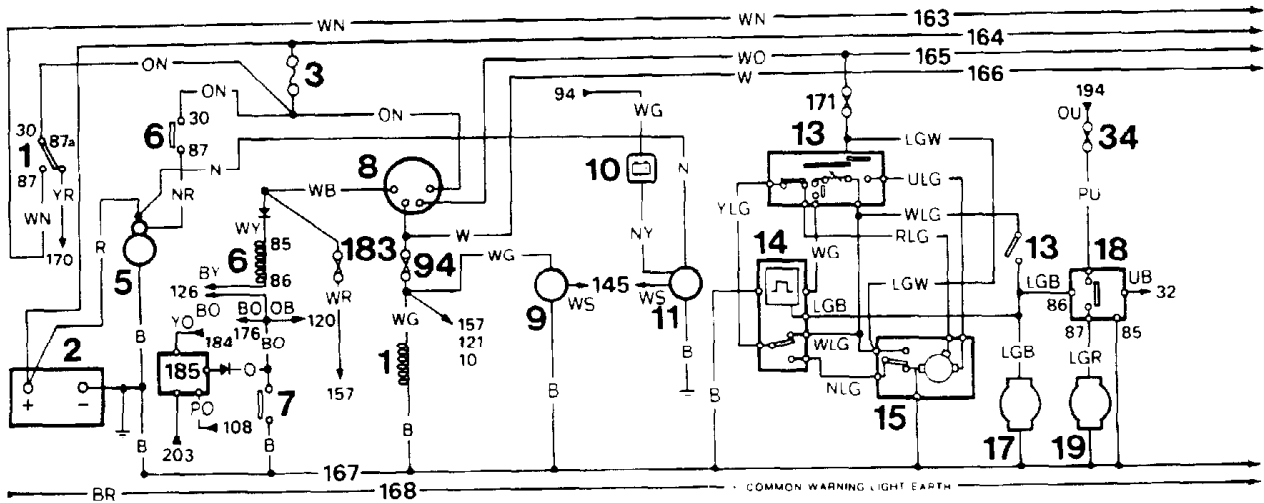 WN WN 163
164
ON 3 WO 165
W 166
ON 94 171 194
30 6 30 ON WG 13 LGW OU 34
1 87a 87 8 10 N
87 YR NR N WB ULG PU
WN YLG WLG
R WY 183 W NY 14 WG RLG 13 18
170 5 6 85 94 WG LGW
86 WR 145 LGB LGB 86 UB
BY WS WS 32
126 BO BO OB 9 11 87 85
2 YO 176 120 WG 157 WLG
184 BO 121 LGB LGR
185 O 1 10 B
+ - PO 7 157 B B NLG
B 108 B 15 17 19
203 B
167
BR 168 COMMON WARNING LIGHT EARTH